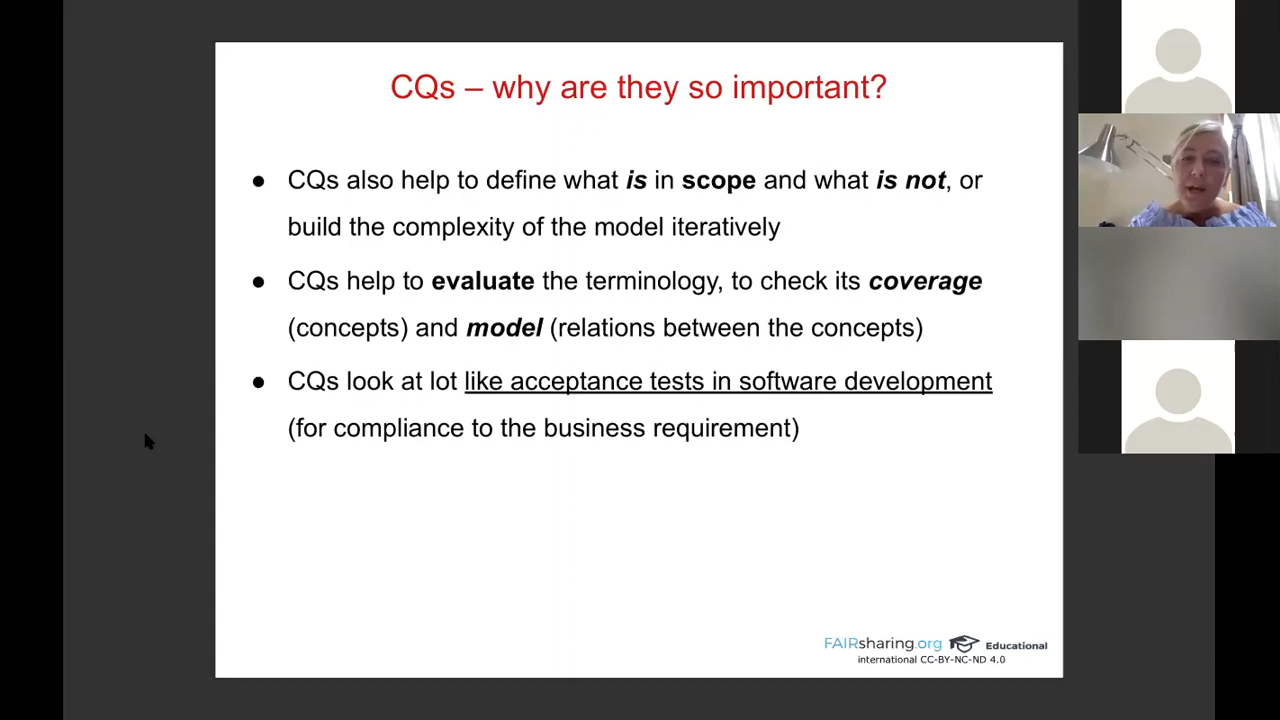 CQs – why are they so important?
● CQs also help to define what is in scope and what is not, or
build the complexity of the model iteratively
● CQs help to evaluate the terminology, to check its coverage
(concepts) and model (relations between the concepts)
● CQs look at lot like acceptance tests in software development
(for compliance to the business requirement)
FAIRsharing.org Educational
international CC-BY-NC-ND 4.0